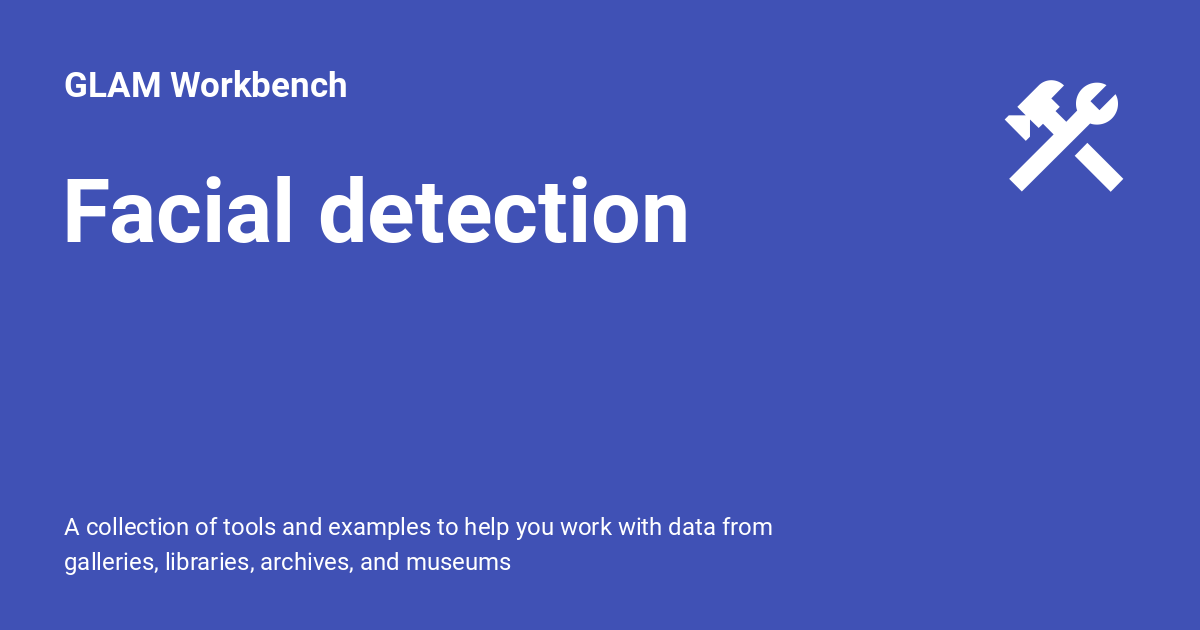 GLAM Workbench
Facial detection
A collection of tools and examples to help you work with data from
galleries, libraries, archives, and museums